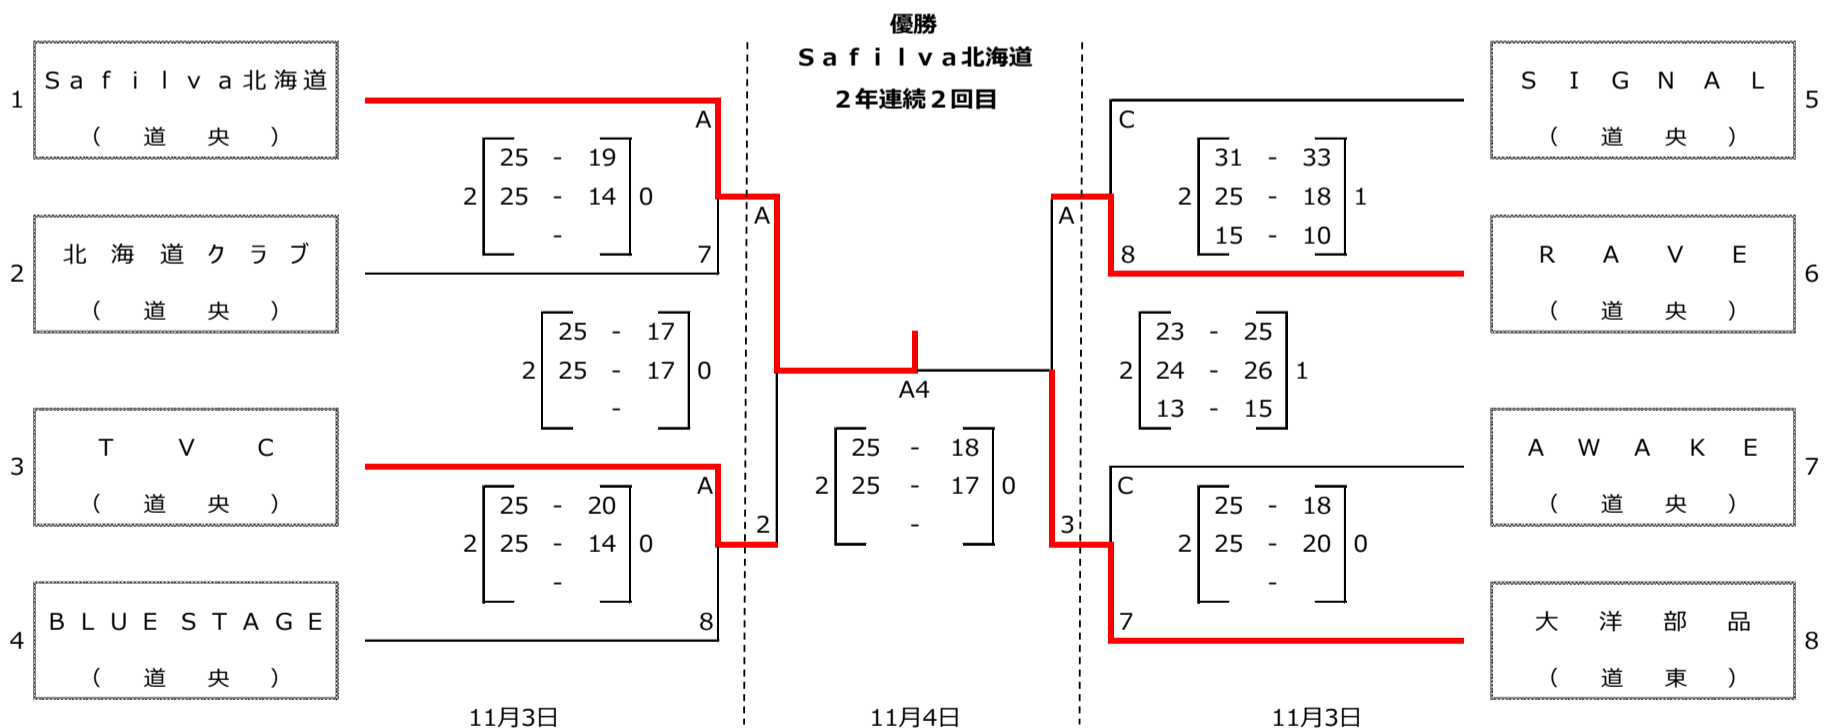 優勝
Safilva北海道
2年連続2回目
1
Safilva北海道
(道央)
2
北海道クラブ
(道央)
3
TVC
(道央)
4
BLUESTAGE
(道央)
A
25 - 19
2 25 - 14 0
-
7
25 - 17
2 25 - 17 0
-
A
25 - 20
2 25 - 14 0
-
8
A
2
A4
25 - 18
2 25 - 17 0
-
A
3
C
31 - 33
2 25 - 18 1
15 - 10
8
23 - 25
2 24 - 26 1
13 - 15
C
25 - 18
2 25 - 20 0
-
7
SIGNAL
(道央)
5
RAVE
(道央)
6
AWAKE
(道央)
7
大洋部品
(道東)
8
11月3日
11月4日
11月3日